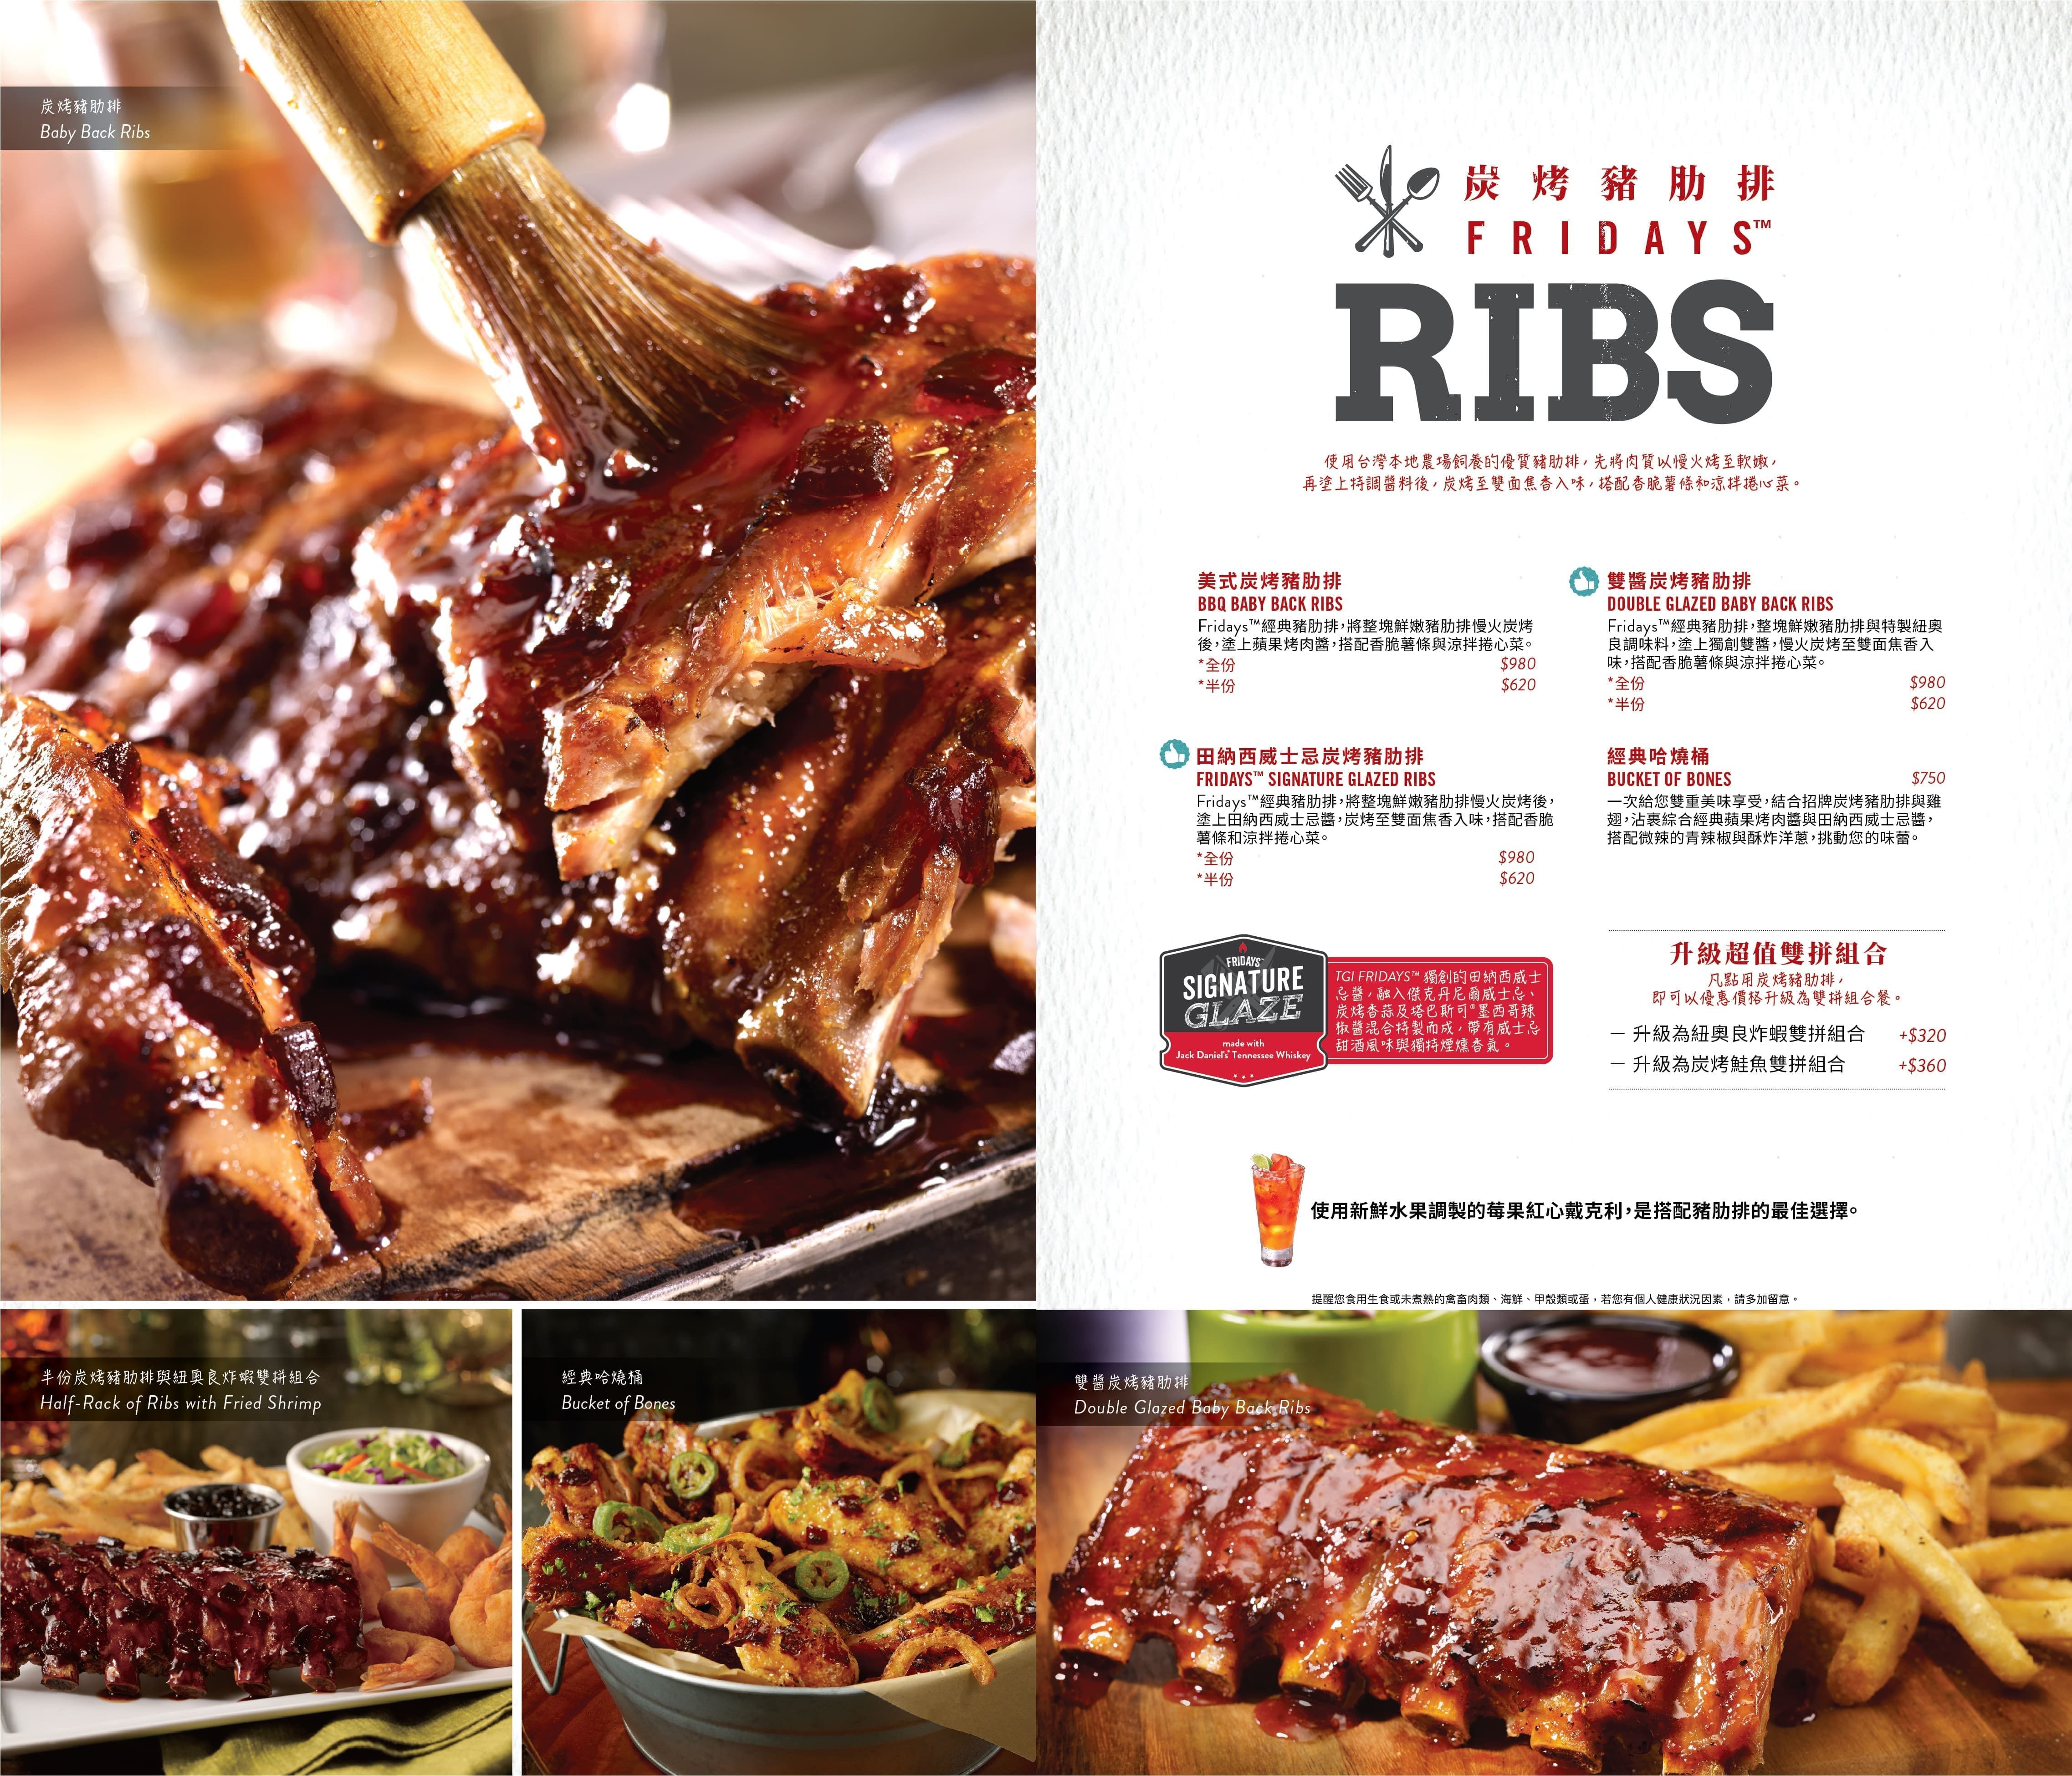 炭烤豬肋排
Baby Back Ribs
炭烤豬肋排
FRIDAYS™
RIBS
使用台灣本地農場飼養的優質豬肋排，先將肉質以慢火烤至軟嫩，
再塗上特調醬料後，炭烤至雙面焦香入味，搭配香脆薯條和涼拌捲心菜。
美式炭烤豬肋排
BBQ BABY BACK RIBS
Fridays™經典豬肋排，將整塊鮮嫩豬肋排慢火炭烤
後，塗上蘋果烤肉醬，搭配香脆薯條與涼拌捲心菜。
*全份 $980
*半份 $620
雙醬炭烤豬肋排
DOUBLE GLAZED BABY BACK RIBS
Fridays™經典豬肋排，整塊鮮嫩豬肋排與特製紐奧
良調味料，塗上獨創雙醬，慢火炭烤至雙面焦香入
味，搭配香脆薯條與涼拌捲心菜。
*全份 $980
*半份 $620
田納西威士忌炭烤豬肋排
FRIDAYS™ SIGNATURE GLAZED RIBS
Fridays™經典豬肋排，將整塊鮮嫩豬肋排慢火炭烤後，
塗上田納西威士忌醬，炭烤至雙面焦香入味，搭配香脆
薯條和涼拌捲心菜。
*全份 $980
*半份 $620
經典哈燒桶
BUCKET OF BONES $750
一次給您雙重美味享受，結合招牌炭烤豬肋排與雞
翅，沾裹綜合經典蘋果烤肉醬與田納西威士忌醬，
搭配微辣的青辣椒與酥炸洋蔥，挑動您的味蕾。
FRIDAYS™
SIGNATURE
GLAZE
made with
Jack Daniel's® Tennessee Whiskey
TGI FRIDAYS™ 獨創的田納西威士
忌醬，融入傑克丹尼爾威士忌、
炭烤香蒜及塔巴斯可®墨西哥辣
椒醬混合特製而成，帶有威士忌
甜酒風味與獨特煙燻香氣。
升級超值雙拼組合
凡點用炭烤豬肋排，
即可以優惠價格升級為雙拼組合餐。
— 升級為紐奧良炸蝦雙拼組合 +$320
— 升級為炭烤鮭魚雙拼組合 +$360
使用新鮮水果調製的莓果紅心戴克利，是搭配豬肋排的最佳選擇。
提醒您食用生食或未煮熟的禽畜肉類、海鮮、甲殼類或蛋，若您有個人健康狀況因素，請多加留意。
半份炭烤豬肋排與紐奧良炸蝦雙拼組合
Half-Rack of Ribs with Fried Shrimp
經典哈燒桶
Bucket of Bones
雙醬炭烤豬肋排
Double Glazed Baby Back Ribs